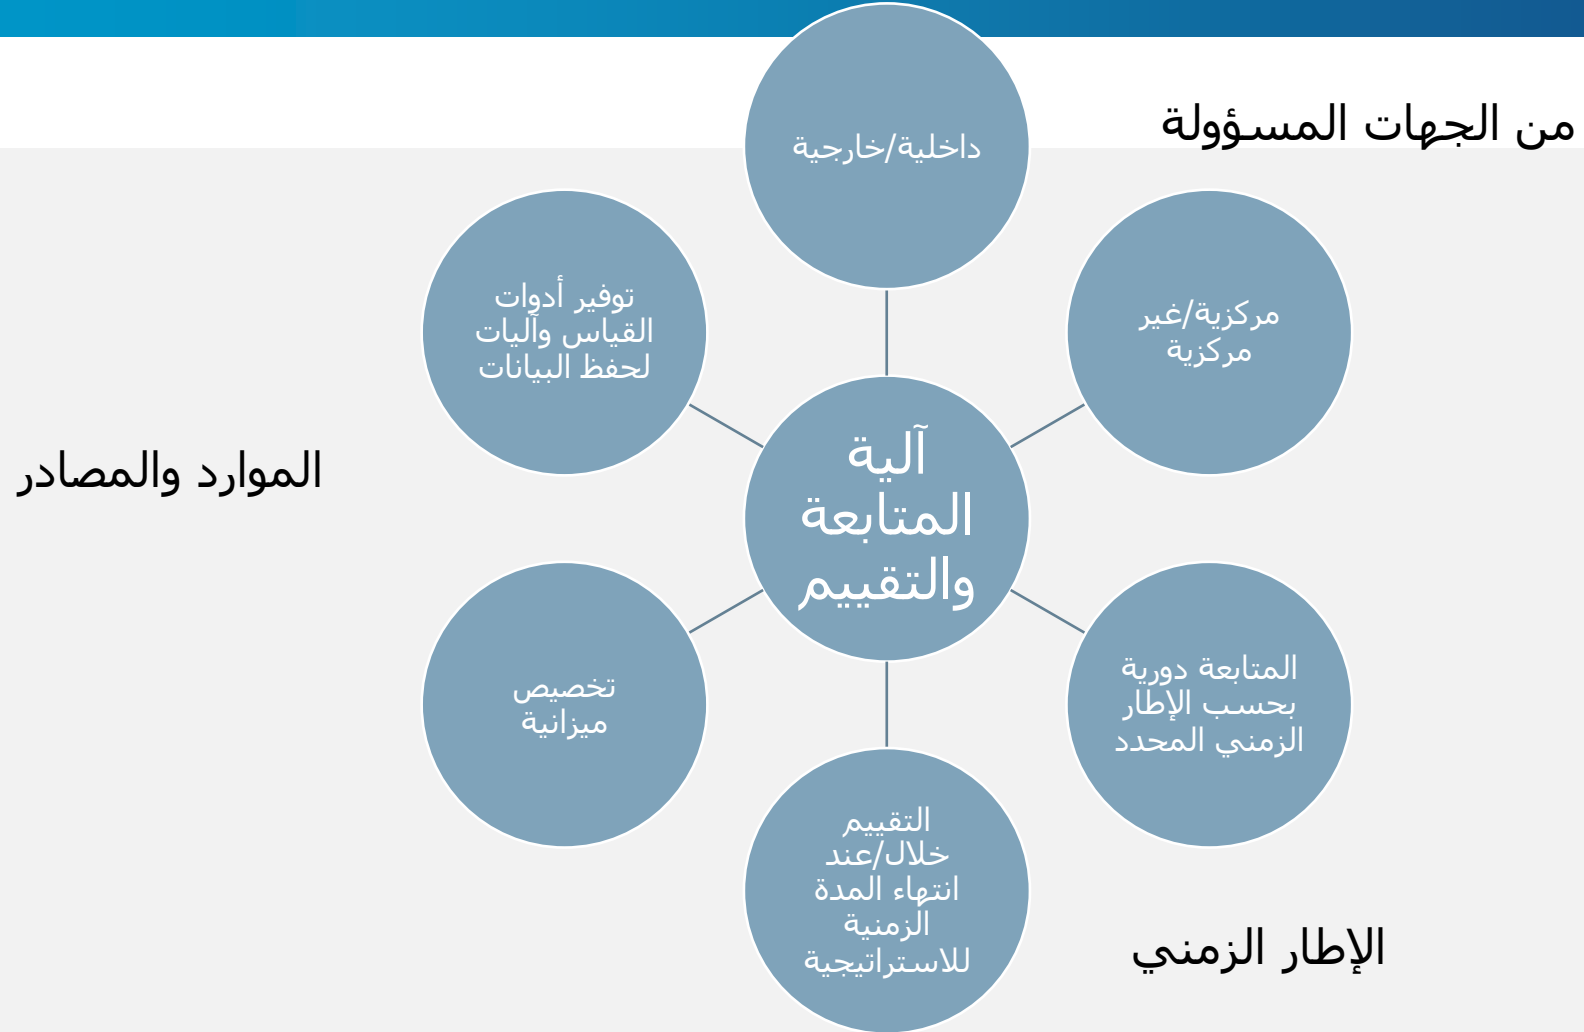 من الجهات المسؤولة
داخلية/خارجية
مركزية/غير
مركزية
المتابعة دورية
بحسب الإطار
الزمني المحدد
الإطار الزمني
التقييم
خلال/عند
انتهاء المدة
الزمنية
للاستراتيجية
تخصيص
ميزانية
الموارد والمصادر
توفير أدوات
القياس وآليات
لحفظ البيانات
آلية
المتابعة
والتقييم